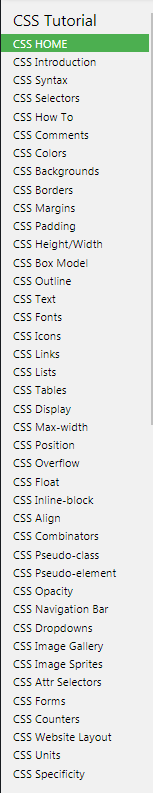 CSS Tutorial
CSS HOME
CSS Introduction
CSS Syntax
CSS Selectors
CSS How To
CSS Comments
CSS Colors
CSS Backgrounds
CSS Borders
CSS Margins
CSS Padding
CSS Height/Width
CSS Box Model
CSS Outline
CSS Text
CSS Fonts
CSS Icons
CSS Links
CSS Lists
CSS Tables
CSS Display
CSS Max-width
CSS Position
CSS Overflow
CSS Float
CSS Inline-block
CSS Align
CSS Combinators
CSS Pseudo-class
CSS Pseudo-element
CSS Opacity
CSS Navigation Bar
CSS Dropdowns
CSS Image Gallery
CSS Image Sprites
CSS Attr Selectors
CSS Forms
CSS Counters
CSS Website Layout
CSS Units
CSS Specificity